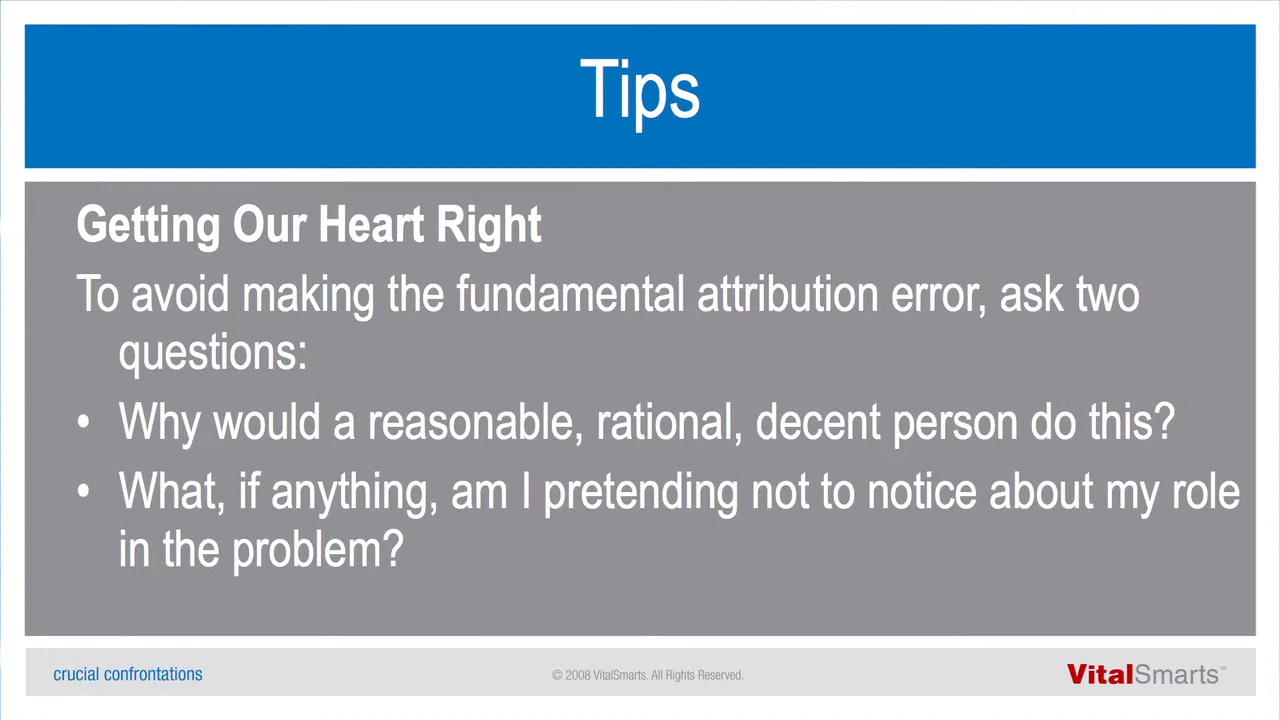 Tips
Getting Our Heart Right
To avoid making the fundamental attribution error, ask two
questions:
• Why would a reasonable, rational, decent person do this?
• What, if anything, am I pretending not to notice about my role
in the problem?
crucial confrontations
© 2008 VitalSmarts. All Rights Reserved.
VitalSmarts™